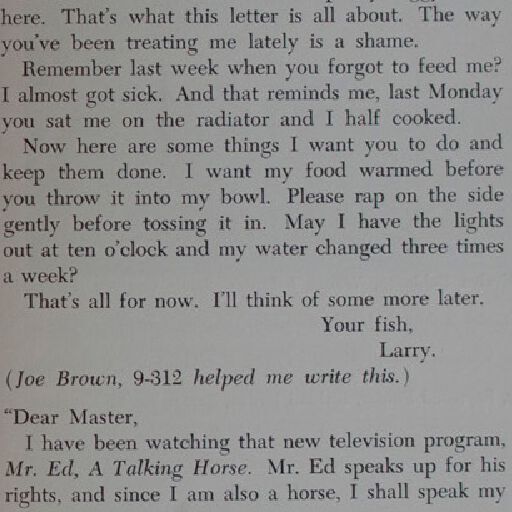 here. That's what this letter is all about. The way
you've been treating me lately is a shame.
Remember last week when you forgot to feed me?
I almost got sick. And that reminds me, last Monday
you sat me on the radiator and I half cooked.
Now here are some things I want you to do and
keep them done. I want my food warmed before
you throw it into my bowl. Please rap on the side
gently before tossing it in. May I have the lights
out at ten o'clock and my water changed three times
a week?
That's all for now. I'll think of some more later.
Your fish,
Larry.
(Joe Brown, 9-312 helped me write this.)
"Dear Master,
I have been watching that new television program,
Mr. Ed, A Talking Horse. Mr. Ed speaks up for his
rights, and since I am also a horse, I shall speak my